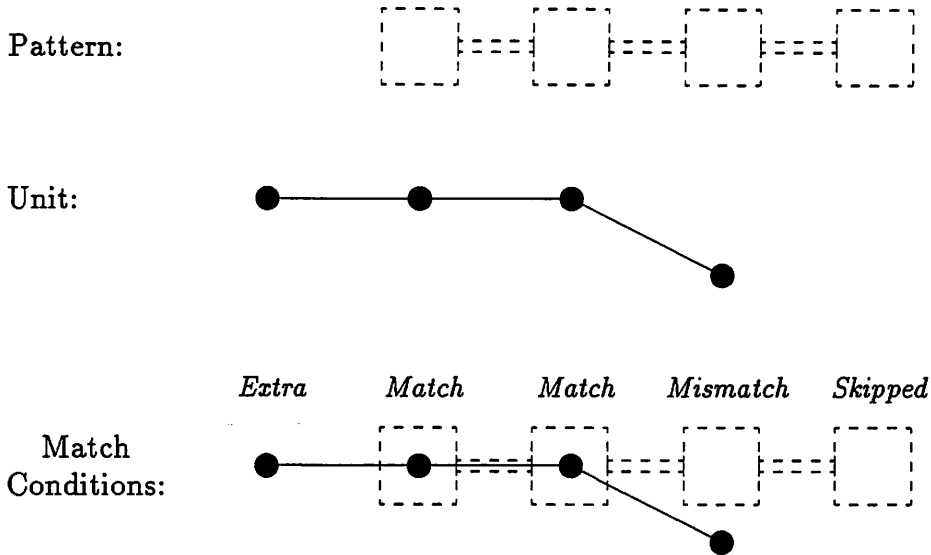 Pattern:
Unit:
Extra Match Match Mismatch Skipped
Match
Conditions: